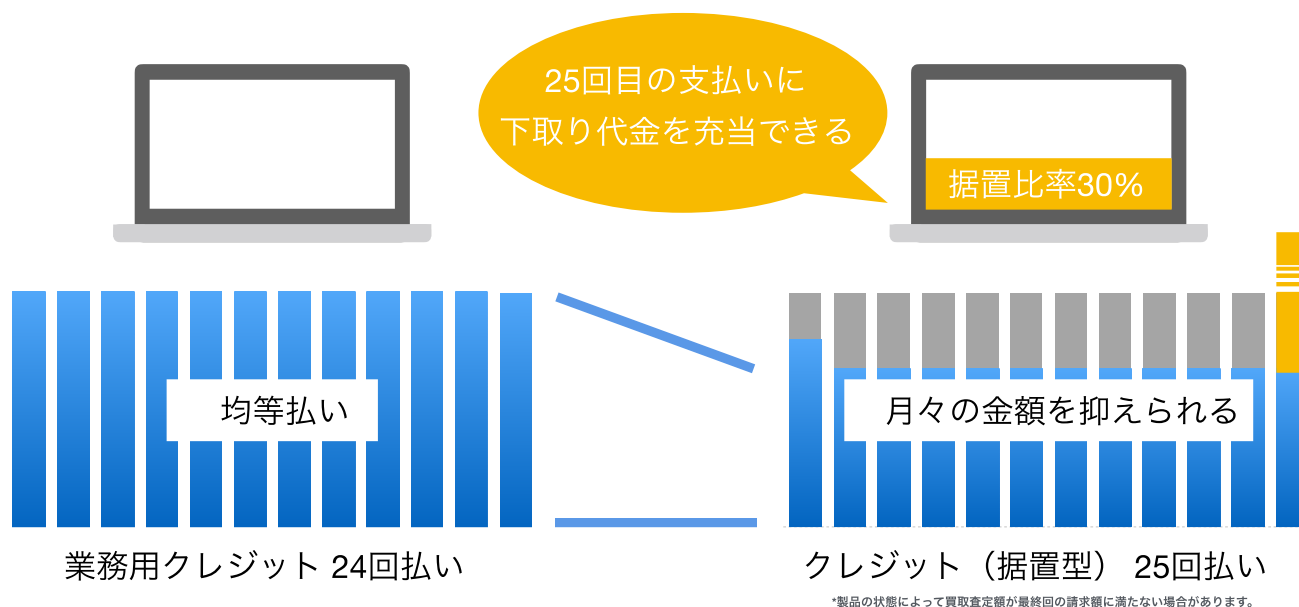 25回目の支払いに
下取り代金を充当できる
据置比率30%
均等払い
月々の金額を抑えられる
業務用クレジット 24回払い
クレジット（据置型） 25回払い
*製品の状態によって買取査定額が最終回の請求額に満たない場合があります。